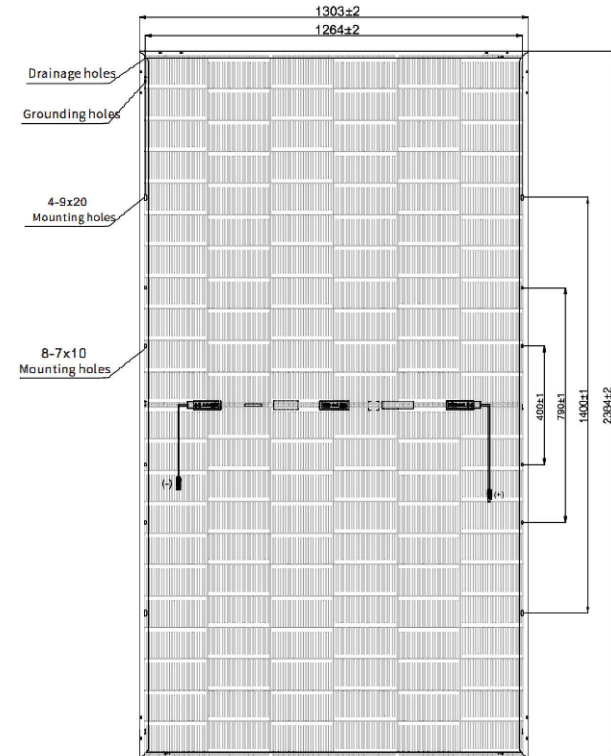 1303±2
1264±2
Drainage holes
Grounding holes
4-9x20
Mounting holes
8-7x10
Mounting holes
400±1
790±1
1400±1
2384±2
(-)
(+)